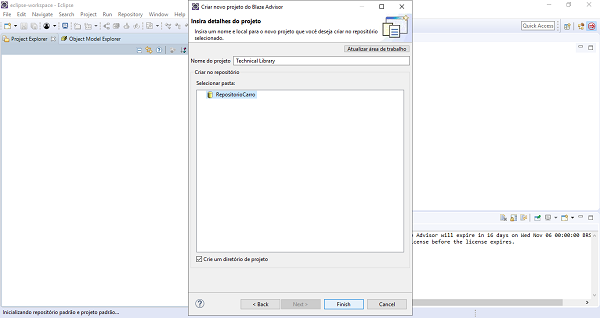 eclipse-workspace - Eclipse
File Edit Navigate Search Project Run Repository Window Help
Quick Access
Project Explorer Object Model Explorer
Criar novo projeto do Blaze Advisor
Insira detalhes do projeto
Insira um nome e local para o novo projeto que você deseja criar no repositório
selecionado.
Atualizar área de trabalho
Nome do projeto Technical Library
Criar no repositório
Selecionar pasta:
RepositorioCarro
Crie um diretório de projeto
< Back Next > Finish Cancel
Advisor will expire in 16 days on Wed Nov 06 00:00:00 BRS
cense before the license expires.
Inicializando repositório padrão e projeto padrão...